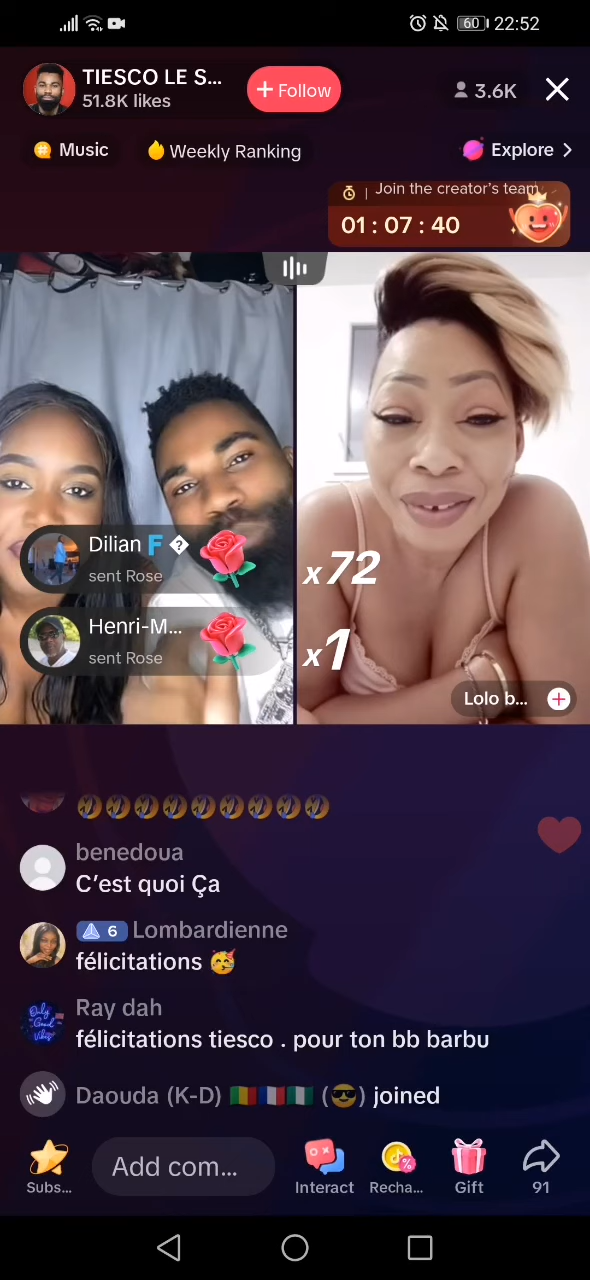 22:52
60
TIESCO LE S...
51.8K likes
+ Follow
3.6K
Music
Weekly Ranking
Explore
Join the creator's team
01 : 07 : 40
Dilian F
sent Rose
x72
Henri-M...
sent Rose
x1
Lolo b...
benedoua
C'est quoi Ça
6 Lombardienne
félicitations
Ray dah
félicitations tiesco . pour ton bb barbu
Daouda (K-D) joined
Subs...
Add com...
Interact
Recha...
Gift
91